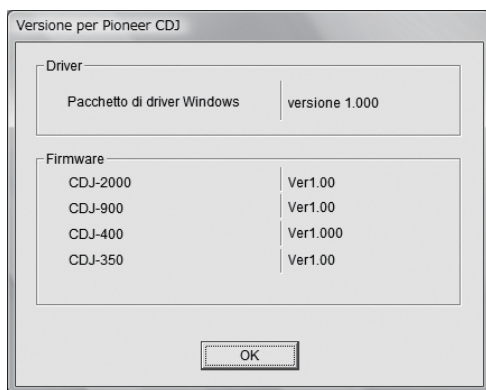 Versione per Pioneer CDJ
Driver
Pacchetto di driver Windows versione 1.000
Firmware
CDJ-2000 Ver1.00
CDJ-900 Ver1.00
CDJ-400 Ver1.000
CDJ-350 Ver1.00
OK